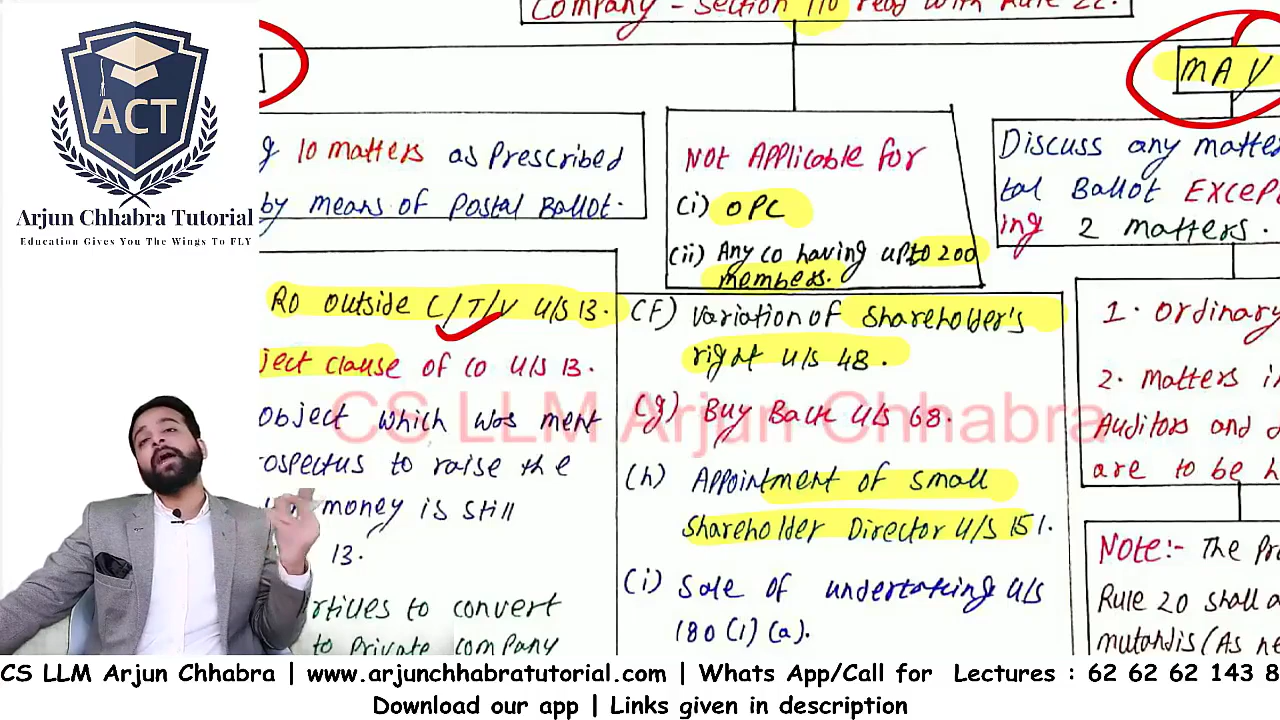 Company - Section 110 read with Rule 22.
ACT
Arjun Chhabra Tutorial
Education Gives You The Wings To FLY
10 matters as Prescribed
by means of Postal Ballot.
NOT Applicable for
(i) OPC
(ii) Any co having upto 200
members.
MAY
Discuss any matte
tal Ballot EXCEP
ing 2 matters.
RO outside C/T/V U/S 13.
ject clause of co U/S 13.
object which was ment
ospectus to raise the
money is still
13.
rticles to convert
to Private company
(f) variation of shareholder's
right U/S 48.
(g) Buy Back U/S 68.
(h) Appointment of small
shareholder Director U/S 151.
(i) Sale of undertaking U/S
180(1)(a).
1. Ordinary
2. Matters i
Auditors and
are to be h
Note:- The Pr
Rule 20 shall a
mutandis (As ne
CS LLM Arjun Chhabra
CS LLM Arjun Chhabra | www.arjunchhabratutorial.com | Whats App/Call for Lectures : 62 62 62 143 8
Download our app | Links given in description